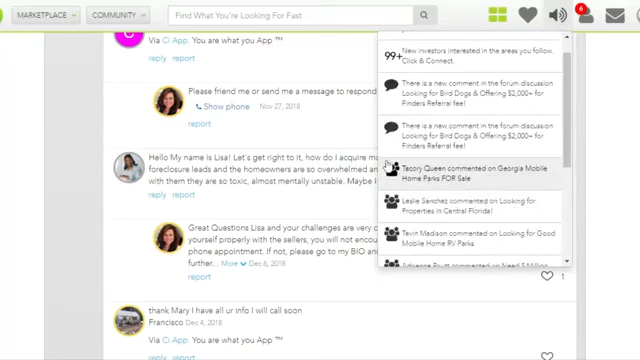 MARKETPLACE COMMUNITY Find What You're Looking For Fast 6
C
Via Ci App. You are what you App ™
reply report
Please friend me or send me a message to respond
Show phone Nov 27, 2018
report
Hello My name is Lisa! Let's get right to it, how do I acquire
foreclosure leads and the homeowners are so overwhelmed an
with them they are so toxic, almost mentally unstable. Maybe I
reply report
Great Questions Lisa and your challenges are very c
yourself properly with the sellers, you will not encou
phone appointment. If not, please go to my BIO and
further... More Dec 6, 2018
report
1
thank Mary I have all ur info I will call soon
Francisco Dec 4, 2018
Via Ci App. You are what you App ™
reply report
99+ New investors interested in the areas you follow.
Click & Connect.
There is a new comment in the forum discussion
Looking for Bird Dogs & Offering $2,000+ for
Finders Referral fee!
There is a new comment in the forum discussion
Looking for Bird Dogs & Offering $2,000+ for
Finders Referral fee!
Tacory Queen commented on Georgia Mobile
Home Parks FOR Sale
Leslie Sanchez commented on Looking for
Properties in Central Florida!
Tevin Madison commented on Looking for Good
Mobile Home RV Parks
commented on Need 5 Million